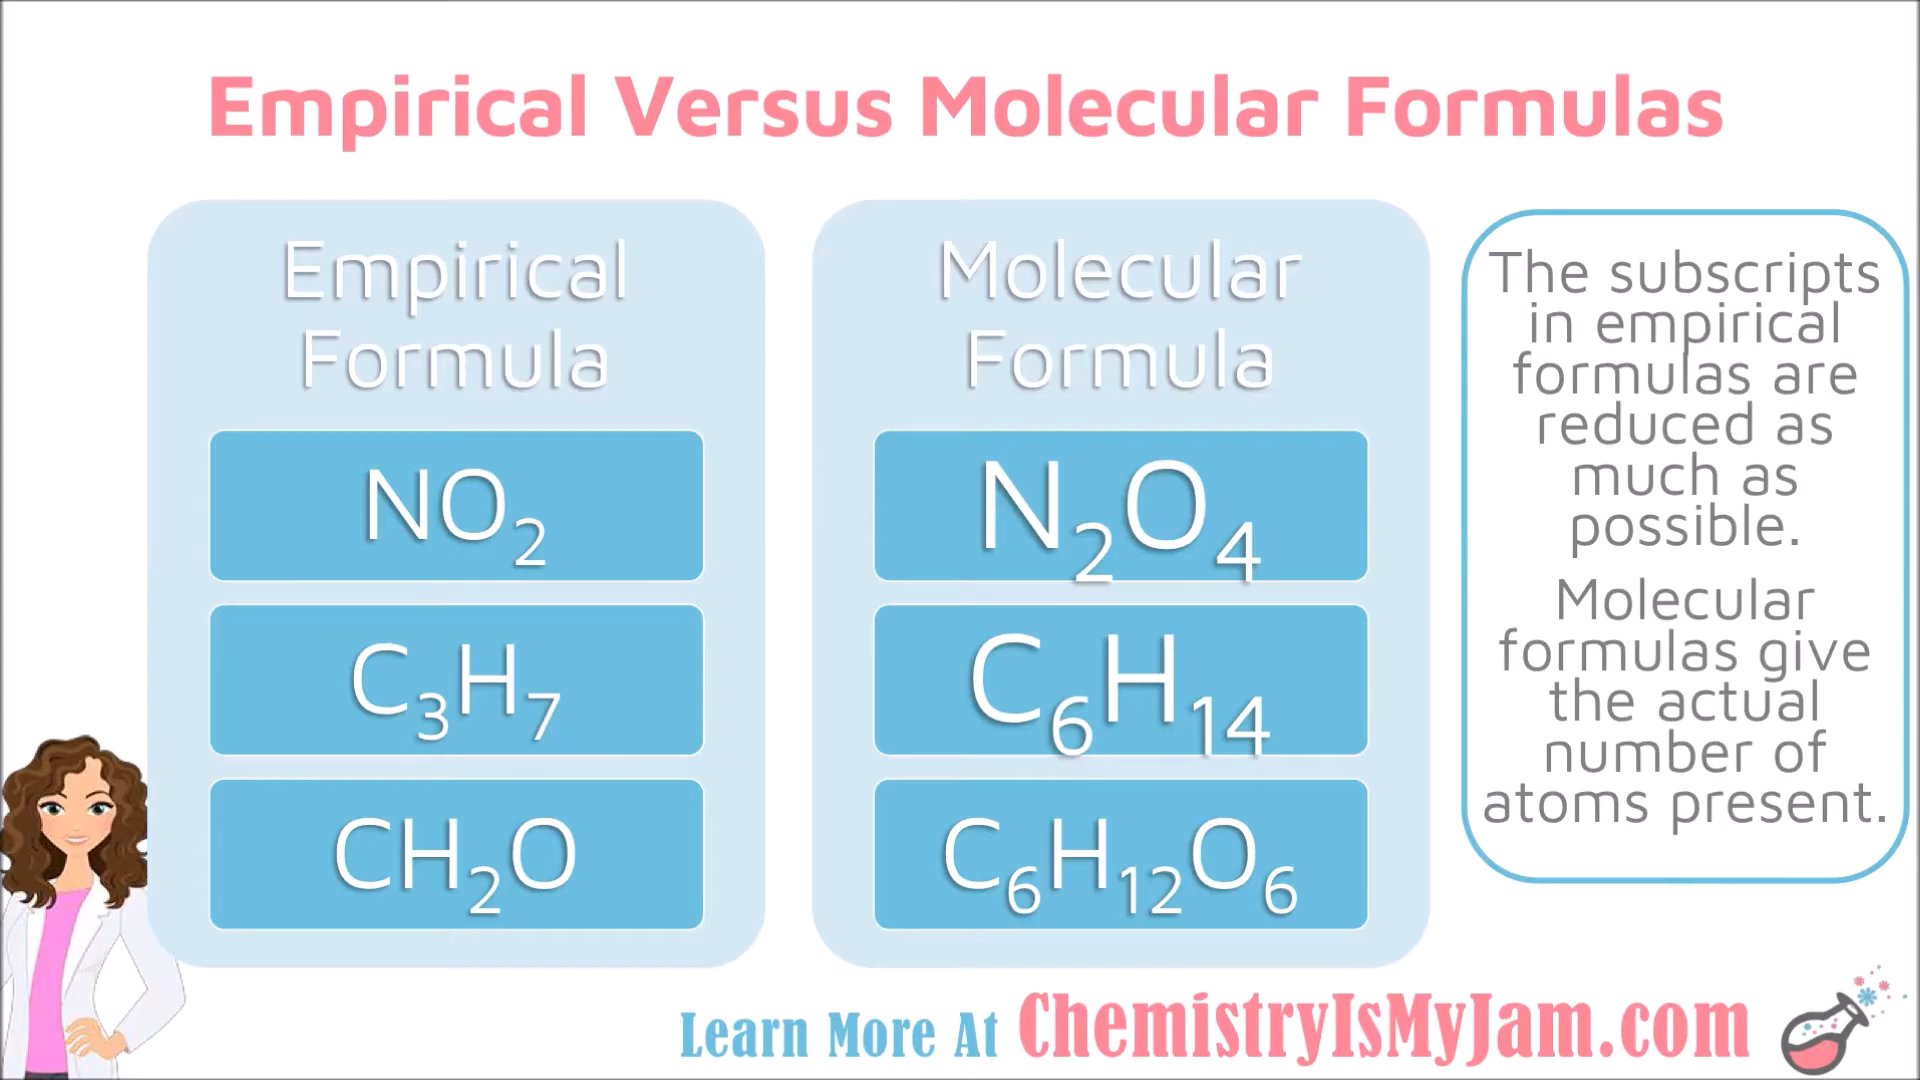 Empirical Versus Molecular Formulas
Empirical
Formula
NO₂
C₃H₇
CH₂O
Molecular
Formula
N₂O₄
C₆H₁₄
C₆H₁₂O₆
The subscripts
in empirical
formulas are
reduced as
much as
possible.
Molecular
formulas give
the actual
number of
atoms present.
Learn More At ChemistryIsMyJam.com